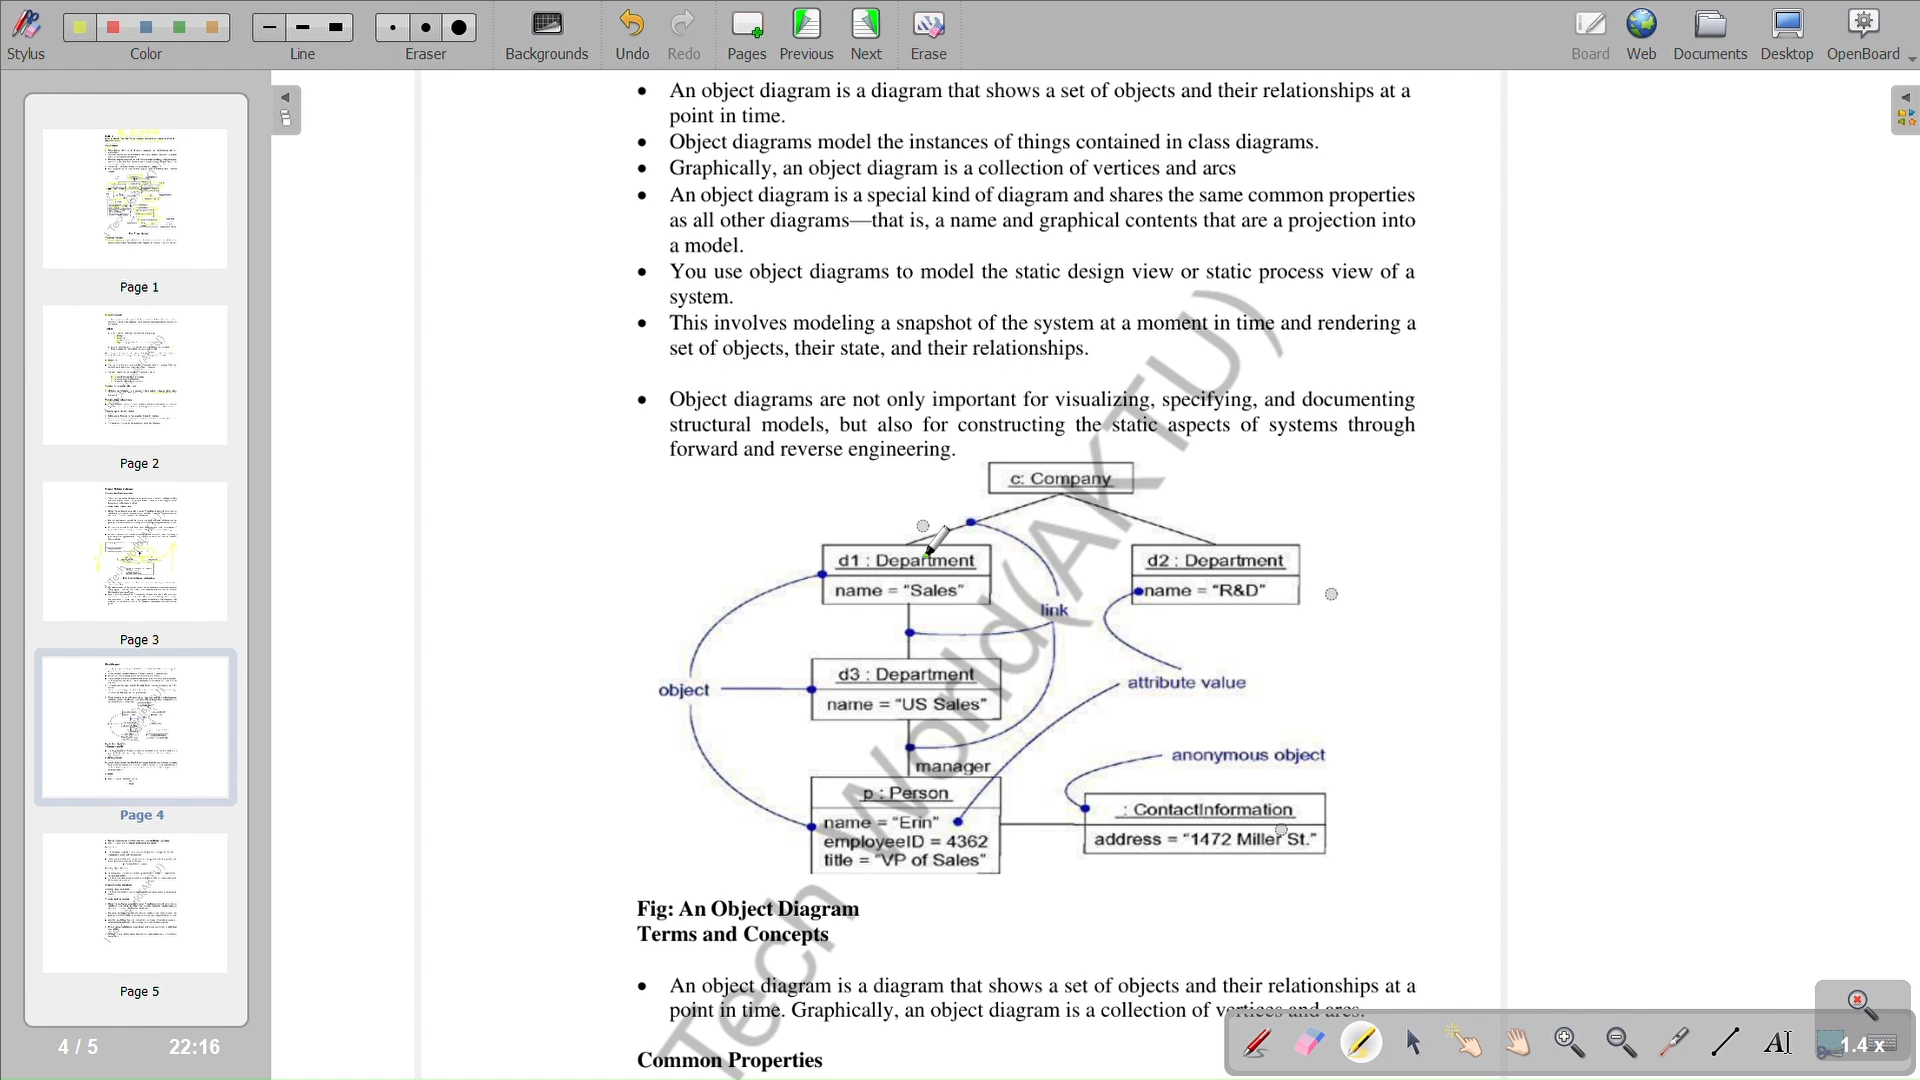 Stylus
Color
Line
Eraser
Backgrounds
Undo
Redo
Pages
Previous
Next
Erase
Board
Web
Documents
Desktop
OpenBoard
Page 1
Page 2
Page 3
Page 4
Page 5
4 / 5
22:16
• An object diagram is a diagram that shows a set of objects and their relationships at a
point in time.
• Object diagrams model the instances of things contained in class diagrams.
• Graphically, an object diagram is a collection of vertices and arcs
• An object diagram is a special kind of diagram and shares the same common properties
as all other diagrams—that is, a name and graphical contents that are a projection into
a model.
• You use object diagrams to model the static design view or static process view of a
system.
• This involves modeling a snapshot of the system at a moment in time and rendering a
set of objects, their state, and their relationships.
• Object diagrams are not only important for visualizing, specifying, and documenting
structural models, but also for constructing the static aspects of systems through
forward and reverse engineering.
c: Company
d1 : Department
name = "Sales"
d2 : Department
name = "R&D"
link
d3 : Department
name = "US Sales"
object
attribute value
manager
anonymous object
p : Person
name = "Erin"
employeeID = 4362
title = "VP of Sales"
: ContactInformation
address = "1472 Miller St."
Fig: An Object Diagram
Terms and Concepts
• An object diagram is a diagram that shows a set of objects and their relationships at a
point in time. Graphically, an object diagram is a collection of vertices and arcs.
Common Properties
Tech World(AKTU)
AI
1.4 x